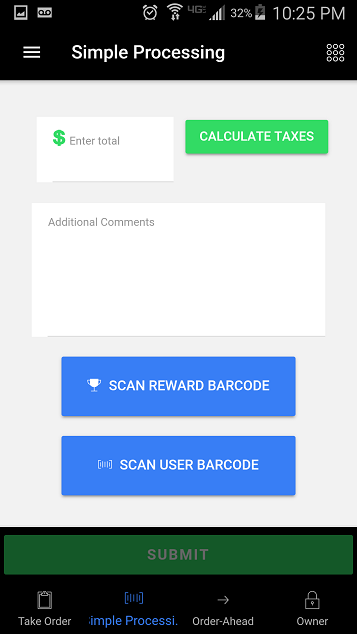 4G 32% 10:25 PM
Simple Processing
$ Enter total
CALCULATE TAXES
Additional Comments
SCAN REWARD BARCODE
SCAN USER BARCODE
SUBMIT
Take Order
Simple Processi..
Order-Ahead
Owner